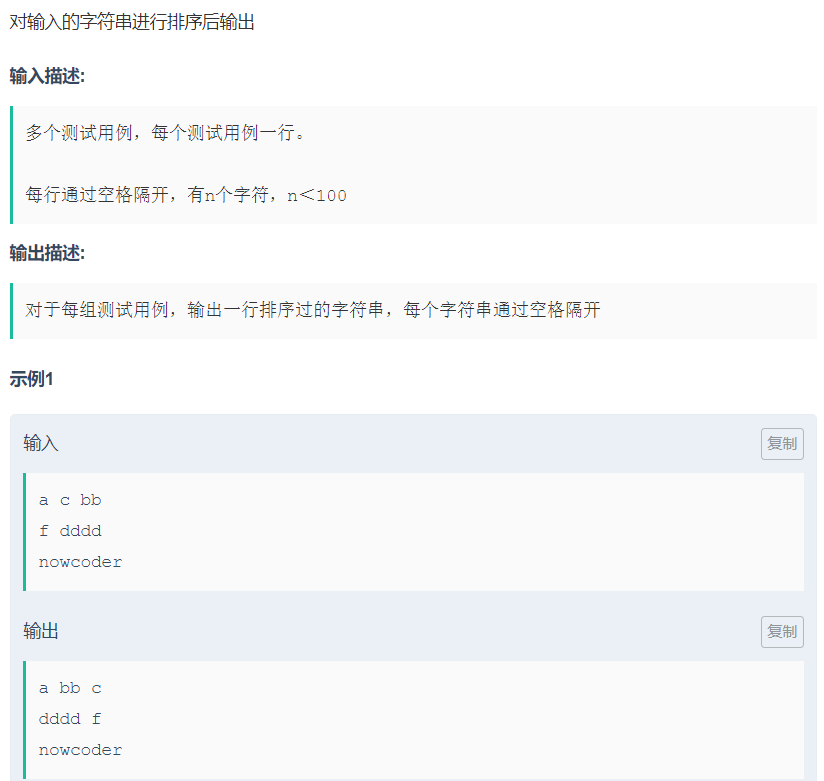 对输入的字符串进行排序后输出
输入描述:
多个测试用例，每个测试用例一行。
每行通过空格隔开，有n个字符，n＜100
输出描述:
对于每组测试用例，输出一行排序过的字符串，每个字符串通过空格隔开
示例1
输入
复制
a c bb
f dddd
nowcoder
输出
复制
a bb c
dddd f
nowcoder